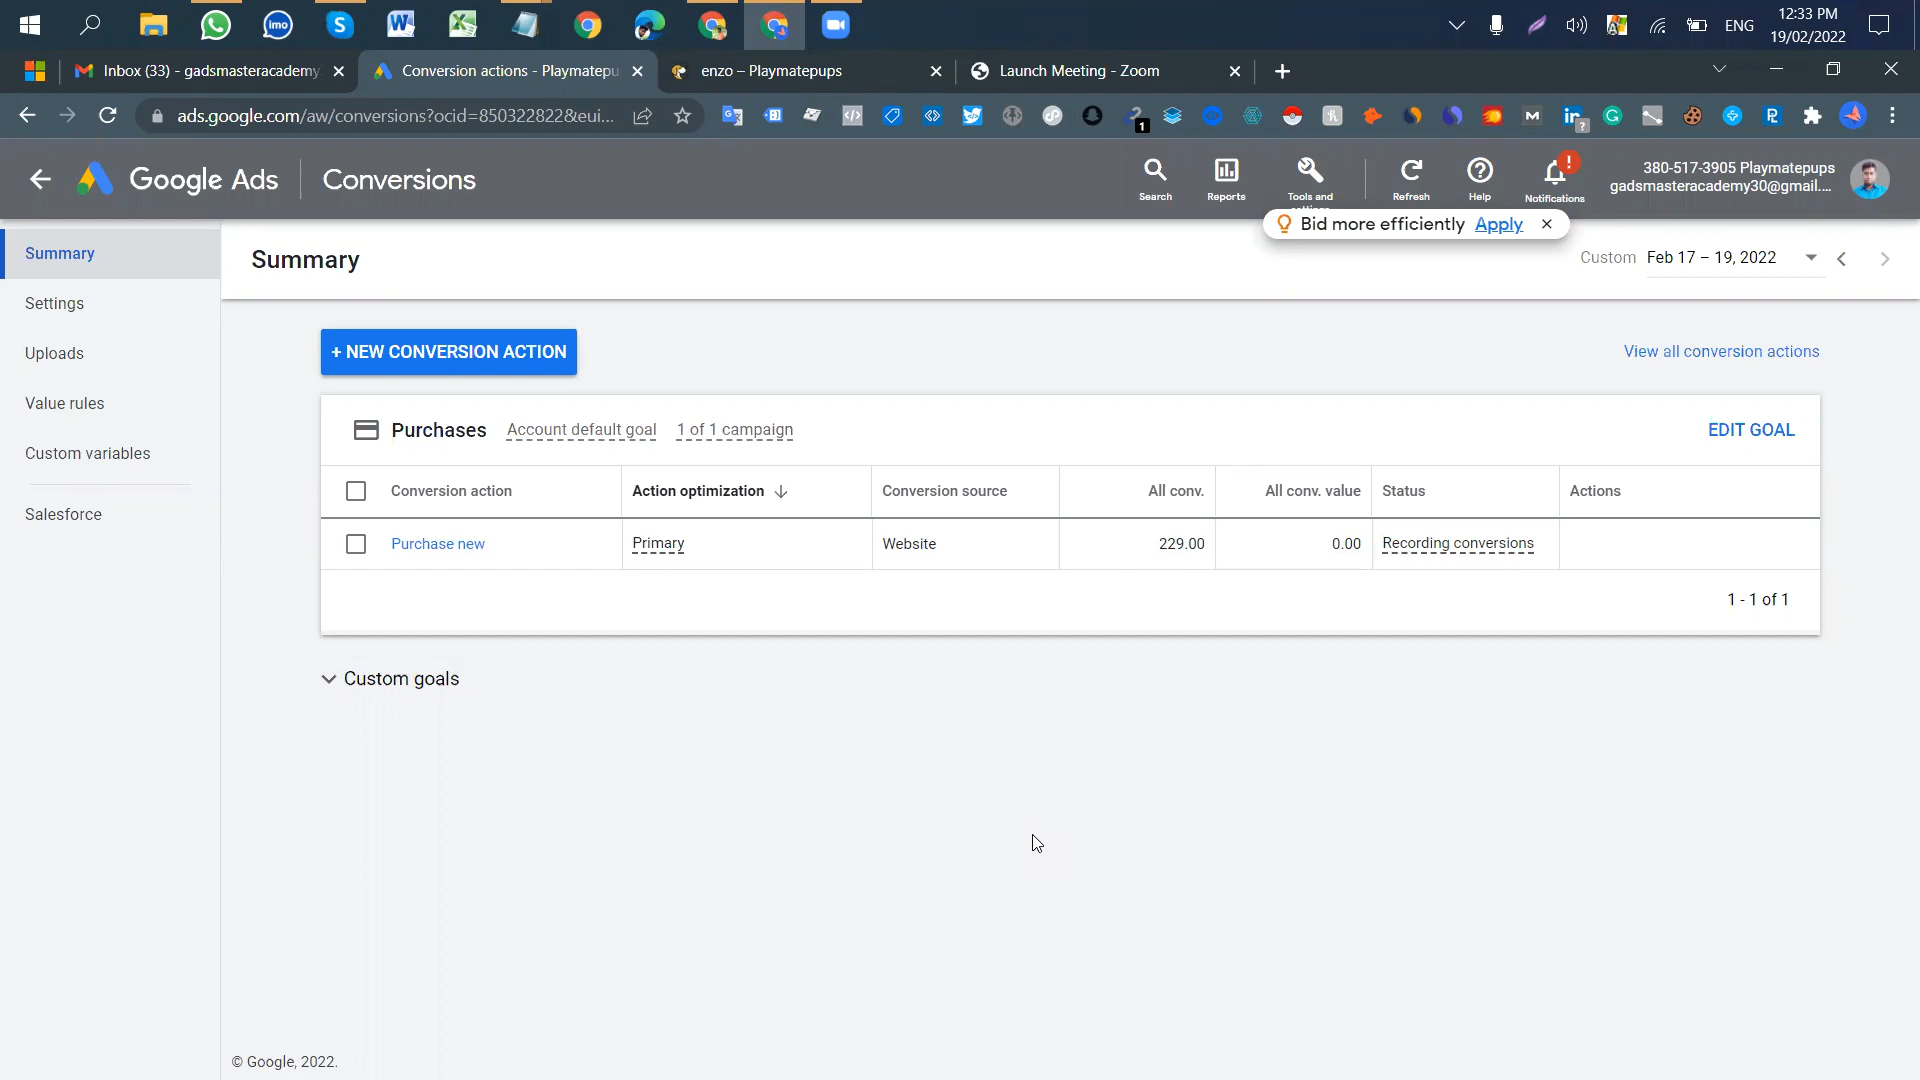 imo
ENG
12:33 PM
19/02/2022
Inbox (33) - gadsmasteracademy
Conversion actions - Playmatepu
enzo – Playmatepups
Launch Meeting - Zoom
ads.google.com/aw/conversions?ocid=850322822&eui...
1
Google Ads
Conversions
Search
Reports
Tools and
Refresh
Help
Notifications
380-517-3905 Playmatepups
gadsmasteracademy30@gmail....
Bid more efficiently Apply
Summary
Settings
Uploads
Value rules
Custom variables
Salesforce
Summary
Custom Feb 17 – 19, 2022
+ NEW CONVERSION ACTION
View all conversion actions
Purchases Account default goal 1 of 1 campaign EDIT GOAL
Conversion action Action optimization Conversion source All conv. All conv. value Status Actions
Purchase new Primary Website 229.00 0.00 Recording conversions
1 - 1 of 1
Custom goals
© Google, 2022.